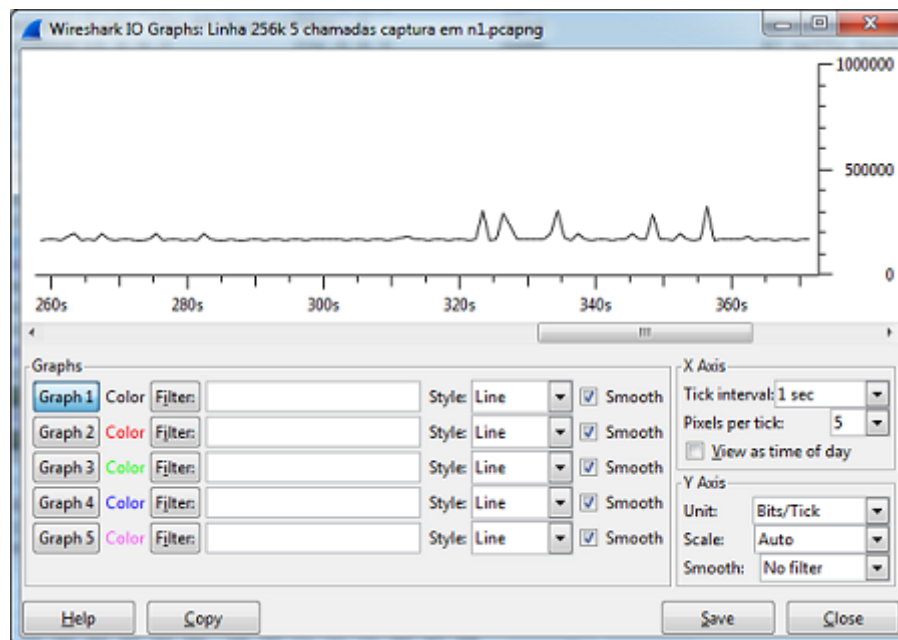 Wireshark IO Graphs: Linha 256k 5 chamadas captura em n1.pcapng
1000000
500000
0
260s 280s 300s 320s 340s 360s
Graphs
Graph 1 Color Filter: Style: Line Smooth
Graph 2 Color Filter: Style: Line Smooth
Graph 3 Color Filter: Style: Line Smooth
Graph 4 Color Filter: Style: Line Smooth
Graph 5 Color Filter: Style: Line Smooth
X Axis
Tick interval: 1 sec
Pixels per tick: 5
View as time of day
Y Axis
Unit: Bits/Tick
Scale: Auto
Smooth: No filter
Help Copy Save Close